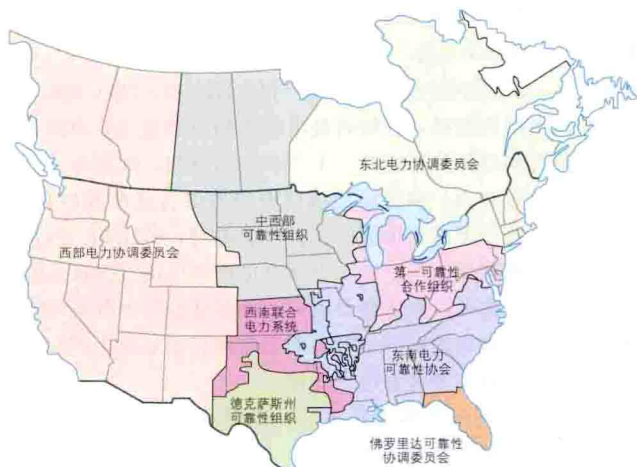 东北电力协调委员会
中西部
可靠性组织
西部电力协调委员会
第一可靠性
合作组织
西南联合
电力系统
东南电力
可靠性协会
德克萨斯州
可靠性组织
佛罗里达可靠性
协调委员会